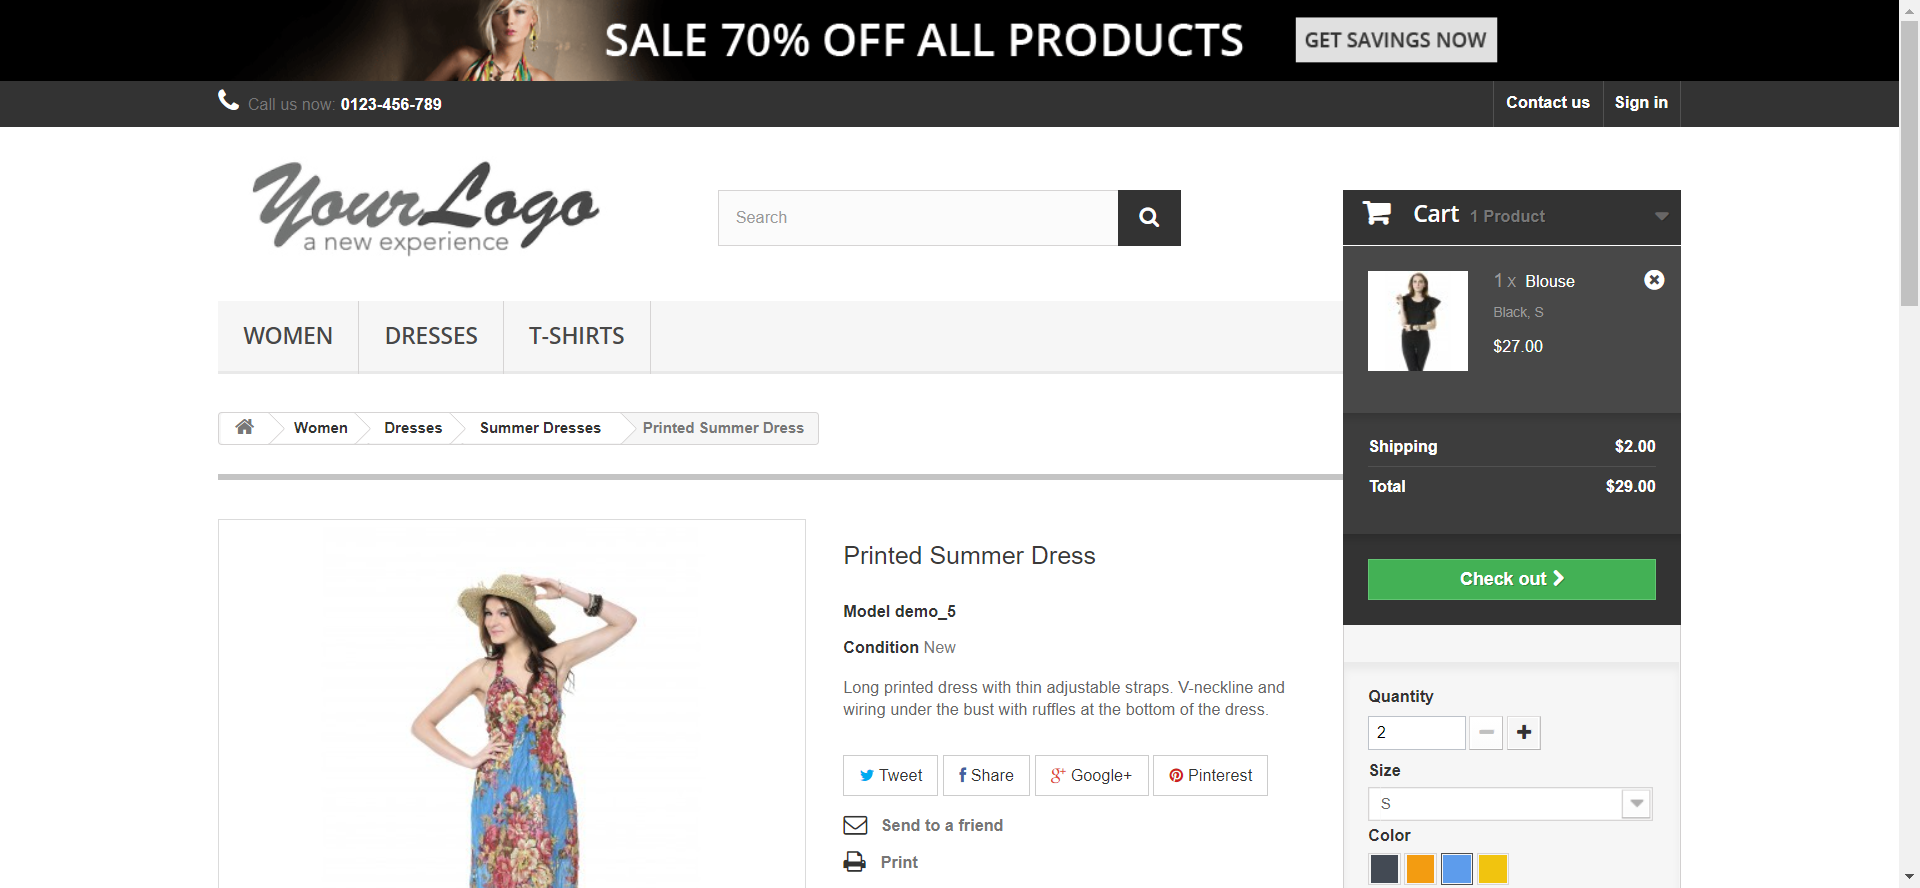 SALE 70% OFF ALL PRODUCTS
GET SAVINGS NOW
Call us now: 0123-456-789
Contact us
Sign in
YourLogo
a new experience
Search
Cart 1 Product
1 x Blouse
Black, S
$27.00
WOMEN
DRESSES
T-SHIRTS
Women
Dresses
Summer Dresses
Printed Summer Dress
Shipping $2.00
Total $29.00
Check out
Printed Summer Dress
Model demo_5
Condition New
Long printed dress with thin adjustable straps. V-neckline and
wiring under the bust with ruffles at the bottom of the dress.
Tweet
Share
Google+
Pinterest
Send to a friend
Print
Quantity
2
Size
S
Color